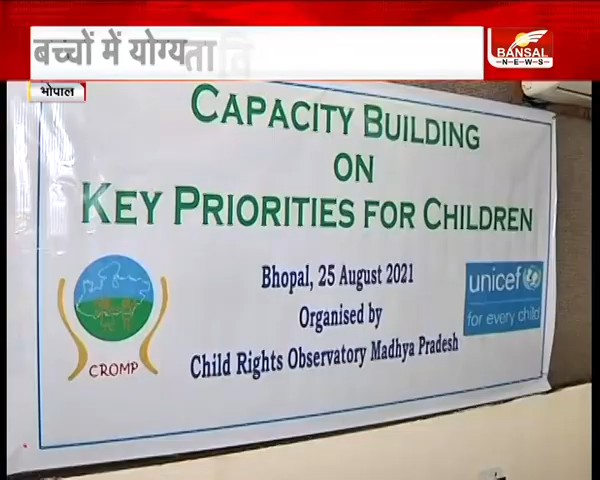 बच्चों में योग्यता
BANSAL
NEWS
भोपाल
CAPACITY BUILDING
ON
KEY PRIORITIES FOR CHILDREN
Bhopal, 25 August 2021
Organised by
Child Rights Observatory Madhya Pradesh
CROMP
unicef
for every child